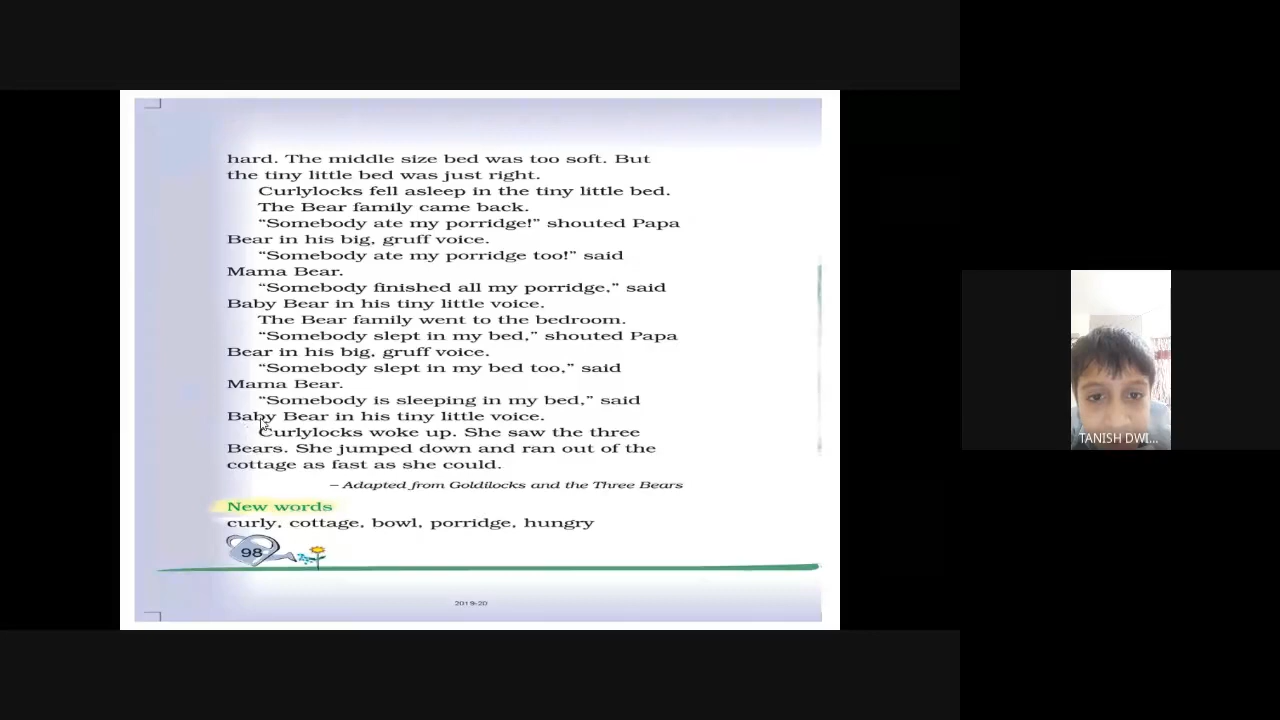 hard. The middle size bed was too soft. But
the tiny little bed was just right.
Curlylocks fell asleep in the tiny little bed.
The Bear family came back.
“Somebody ate my porridge!” shouted Papa
Bear in his big, gruff voice.
“Somebody ate my porridge too!” said
Mama Bear.
“Somebody finished all my porridge,” said
Baby Bear in his tiny little voice.
The Bear family went to the bedroom.
“Somebody slept in my bed,” shouted Papa
Bear in his big, gruff voice.
“Somebody slept in my bed too,” said
Mama Bear.
“Somebody is sleeping in my bed,” said
Baby Bear in his tiny little voice.
Curlylocks woke up. She saw the three
Bears. She jumped down and ran out of the
cottage as fast as she could.
– Adapted from Goldilocks and the Three Bears
New words
curly, cottage, bowl, porridge, hungry
98
2019-20
TANISH DWI...